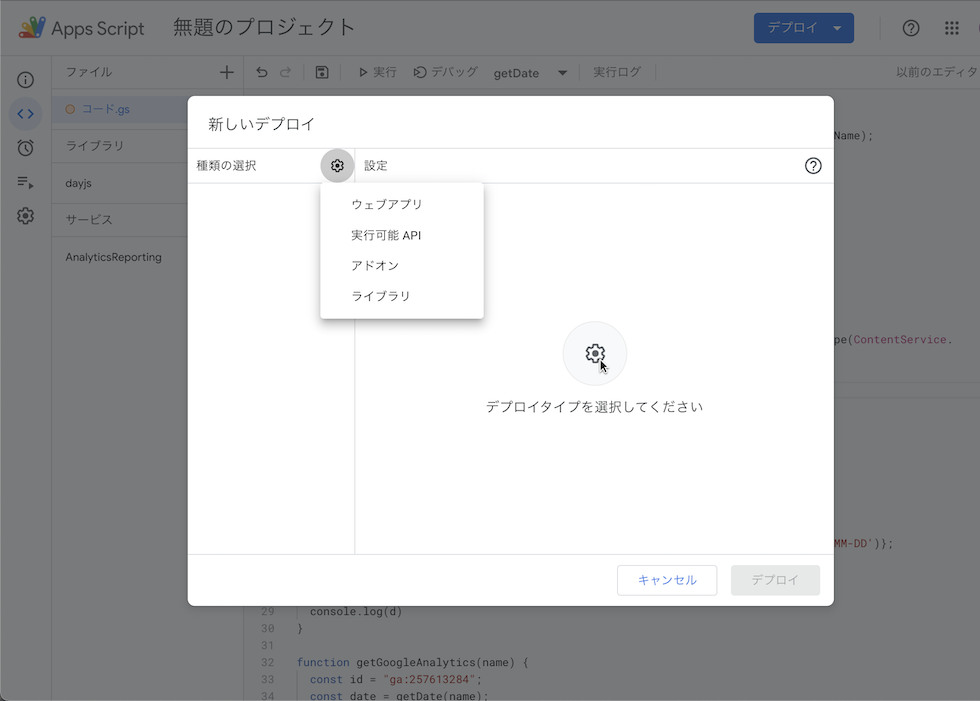 Apps Script 無題のプロジェクト デプロイ
ファイル 実行 デバッグ getDate 実行ログ 以前のエディタ
コード.gs
ライブラリ
dayjs
サービス
AnalyticsReporting
新しいデプロイ
種類の選択 設定
ウェブアプリ
実行可能 API
アドオン
ライブラリ
デプロイタイプを選択してください
キャンセル デプロイ
Name);
pe(ContentService.
MM-DD')};
29 console.log(d)
30 }
31
32 function getGoogleAnalytics(name) {
33 const id = "ga:257613284";
34 const date = getDate(name);